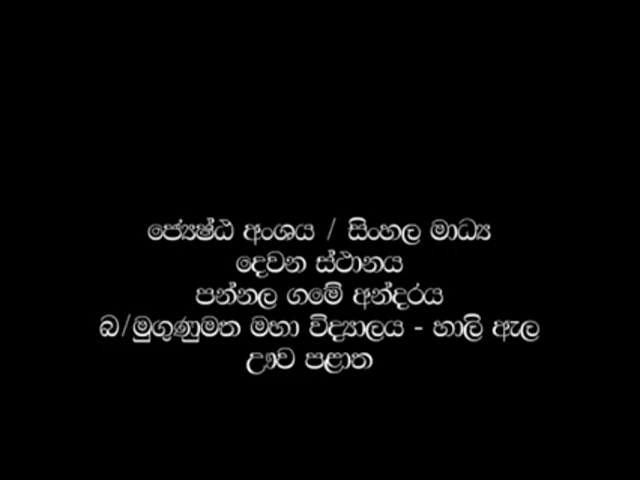 ජ්‍යෙෂ්ඨ අංශය / සිංහල මාධ්‍ය
දෙවන ස්ථානය
පන්නල ගමේ අන්දරය
බ/මුගුණුමත මහා විද්‍යාලය - හාලි ඇල
ඌව පළාත